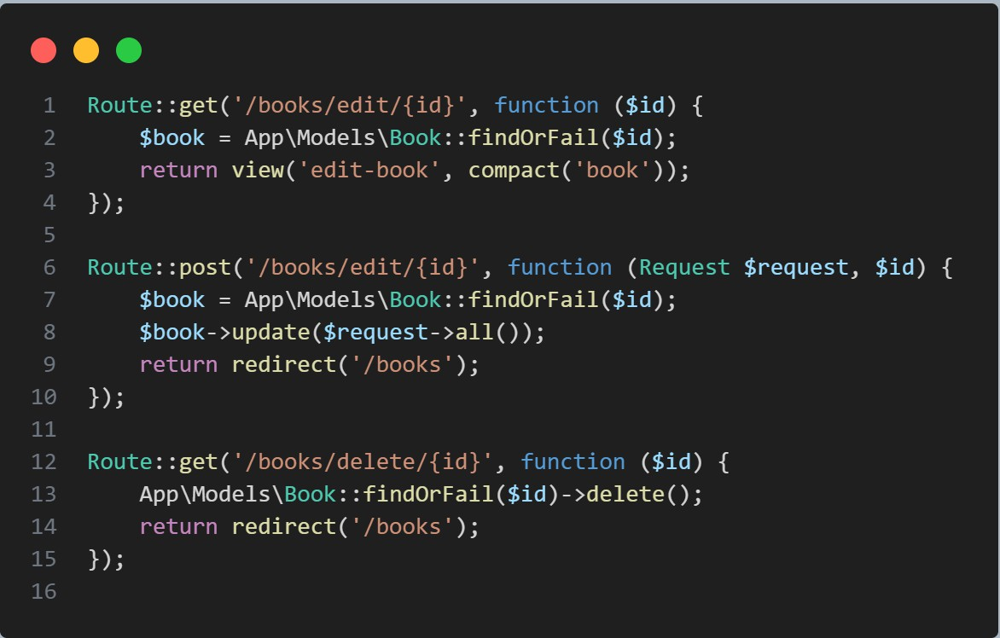 1 Route::get('/books/edit/{id}', function ($id) {
2     $book = App\Models\Book::findOrFail($id);
3     return view('edit-book', compact('book'));
4 });
5
6 Route::post('/books/edit/{id}', function (Request $request, $id) {
7     $book = App\Models\Book::findOrFail($id);
8     $book->update($request->all());
9     return redirect('/books');
10 });
11
12 Route::get('/books/delete/{id}', function ($id) {
13     App\Models\Book::findOrFail($id)->delete();
14     return redirect('/books');
15 });
16